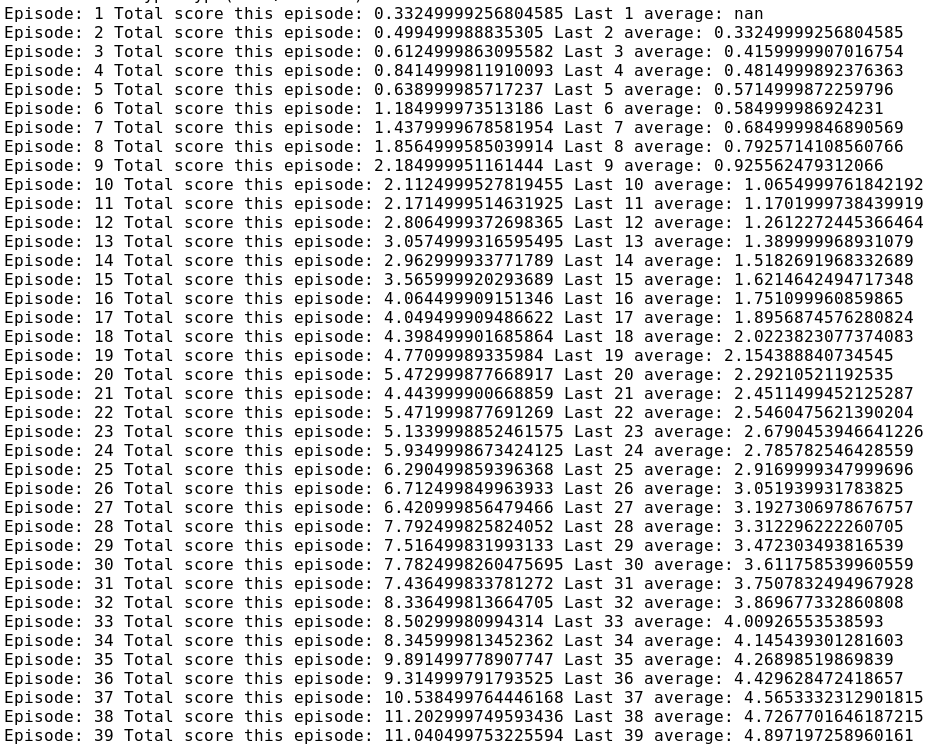 Episode: 1 Total score this episode: 0.33249999256804585 Last 1 average: nan
Episode: 2 Total score this episode: 0.499499988835305 Last 2 average: 0.33249999256804585
Episode: 3 Total score this episode: 0.6124999863095582 Last 3 average: 0.41599999070167​54
Episode: 4 Total score this episode: 0.8414999811910093 Last 4 average: 0.4814999892376363
Episode: 5 Total score this episode: 0.638999985717237 Last 5 average: 0.5714999872259796
Episode: 6 Total score this episode: 1.184999973513186 Last 6 average: 0.584999986924231
Episode: 7 Total score this episode: 1.4379999678581954 Last 7 average: 0.6849999846890569
Episode: 8 Total score this episode: 1.8564999585039914 Last 8 average: 0.7925714108560766
Episode: 9 Total score this episode: 2.184999951161444 Last 9 average: 0.925562479312066
Episode: 10 Total score this episode: 2.1124999527819455 Last 10 average: 1.0654999761842192
Episode: 11 Total score this episode: 2.1714999514631925 Last 11 average: 1.1701999738439919
Episode: 12 Total score this episode: 2.8064999372698365 Last 12 average: 1.2612272445366464
Episode: 13 Total score this episode: 3.0574999316595495 Last 13 average: 1.389999968931079
Episode: 14 Total score this episode: 2.962999933771789 Last 14 average: 1.5182691968332689
Episode: 15 Total score this episode: 3.565999920293689 Last 15 average: 1.6214642494717348
Episode: 16 Total score this episode: 4.064499909151346 Last 16 average: 1.751099960859865
Episode: 17 Total score this episode: 4.049499909486622 Last 17 average: 1.8956874576280824
Episode: 18 Total score this episode: 4.398499901685864 Last 18 average: 2.0223823077374083
Episode: 19 Total score this episode: 4.77099989335984 Last 19 average: 2.154388840734545
Episode: 20 Total score this episode: 5.472999877668917 Last 20 average: 2.29210521192535
Episode: 21 Total score this episode: 4.443999900668859 Last 21 average: 2.4511499452125287
Episode: 22 Total score this episode: 5.471999877691269 Last 22 average: 2.5460475621390204
Episode: 23 Total score this episode: 5.1339998852461575 Last 23 average: 2.6790453946641226
Episode: 24 Total score this episode: 5.9349998673424125 Last 24 average: 2.785782546428559
Episode: 25 Total score this episode: 6.290499859396368 Last 25 average: 2.9169999347999696
Episode: 26 Total score this episode: 6.712499849963933 Last 26 average: 3.051939931783825
Episode: 27 Total score this episode: 6.420999856479466 Last 27 average: 3.1927306978676757
Episode: 28 Total score this episode: 7.792499825824052 Last 28 average: 3.312296222260705
Episode: 29 Total score this episode: 7.516499831993133 Last 29 average: 3.472303493816539
Episode: 30 Total score this episode: 7.7824998260475695 Last 30 average: 3.611758539960559
Episode: 31 Total score this episode: 7.436499833781272 Last 31 average: 3.7507832494967928
Episode: 32 Total score this episode: 8.336499813664705 Last 32 average: 3.869677332860808
Episode: 33 Total score this episode: 8.50299980994314 Last 33 average: 4.00926553538593
Episode: 34 Total score this episode: 8.345999813452362 Last 34 average: 4.145439301281603
Episode: 35 Total score this episode: 9.891499778907747 Last 35 average: 4.26898519869839
Episode: 36 Total score this episode: 9.314999791793525 Last 36 average: 4.429628472418657
Episode: 37 Total score this episode: 10.538499764446168 Last 37 average: 4.5653332312901815
Episode: 38 Total score this episode: 11.202999749593436 Last 38 average: 4.7267701646187215
Episode: 39 Total score this episode: 11.040499753225594 Last 39 average: 4.897197258960161